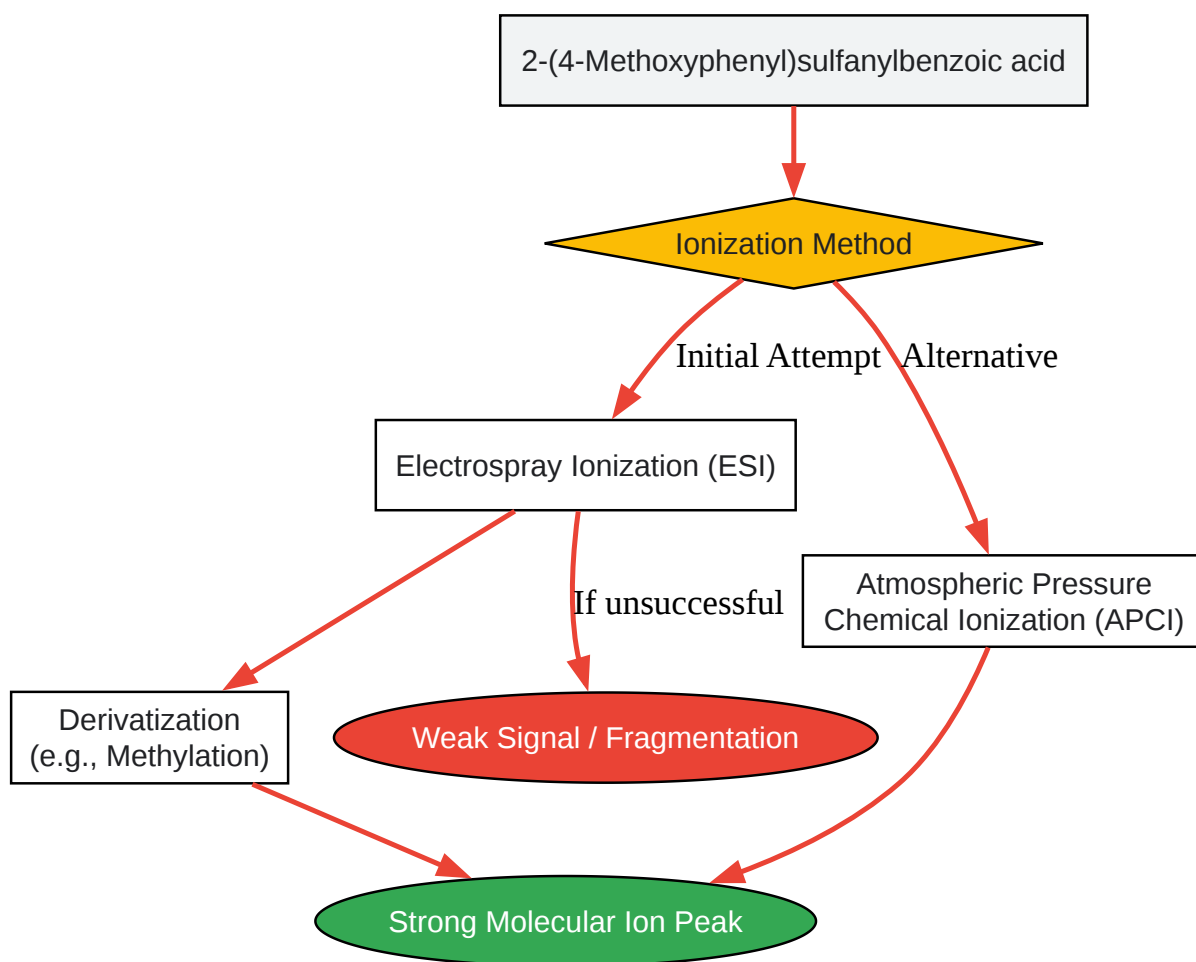 2-(4-Methoxyphenyl)sulfanylbenzoic acid
Ionization Method
Initial Attempt
Alternative
Electrospray Ionization (ESI)
If unsuccessful
Atmospheric Pressure
Chemical Ionization (APCI)
Derivatization
(e.g., Methylation)
Weak Signal / Fragmentation
Strong Molecular Ion Peak